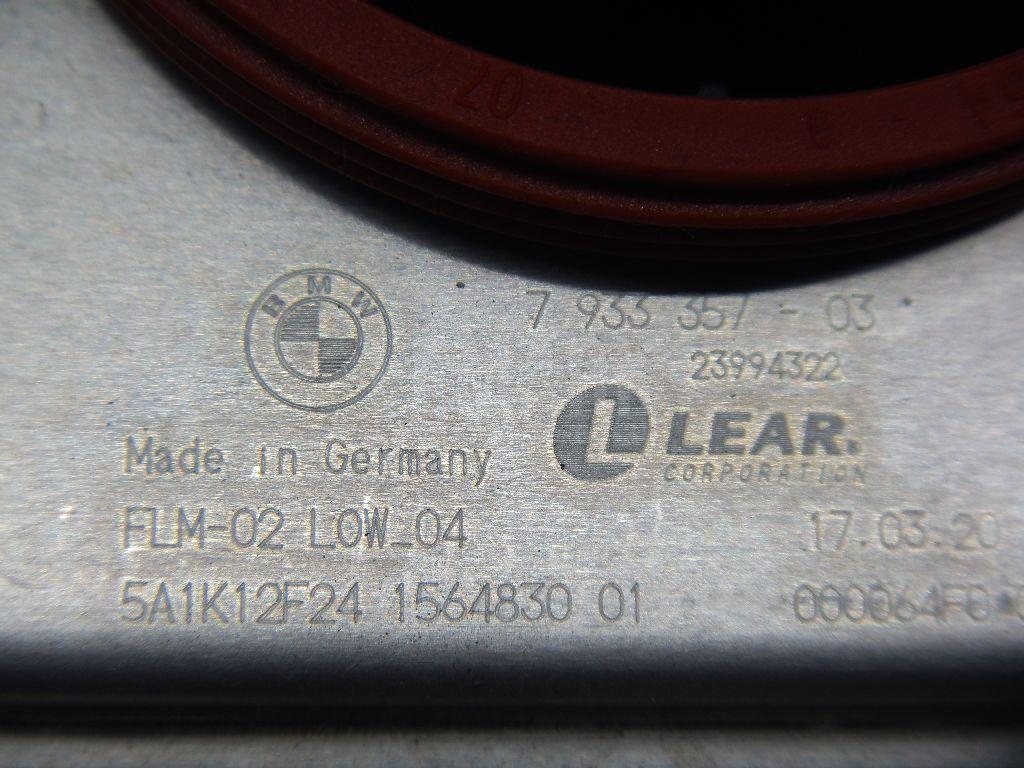 20
BMW
7 933 357 - 03
23994322
L LEAR.
CORPORATION
Made in Germany
FLM-02 LOW_04
17.03.20
5A1K12F24 1564830 01